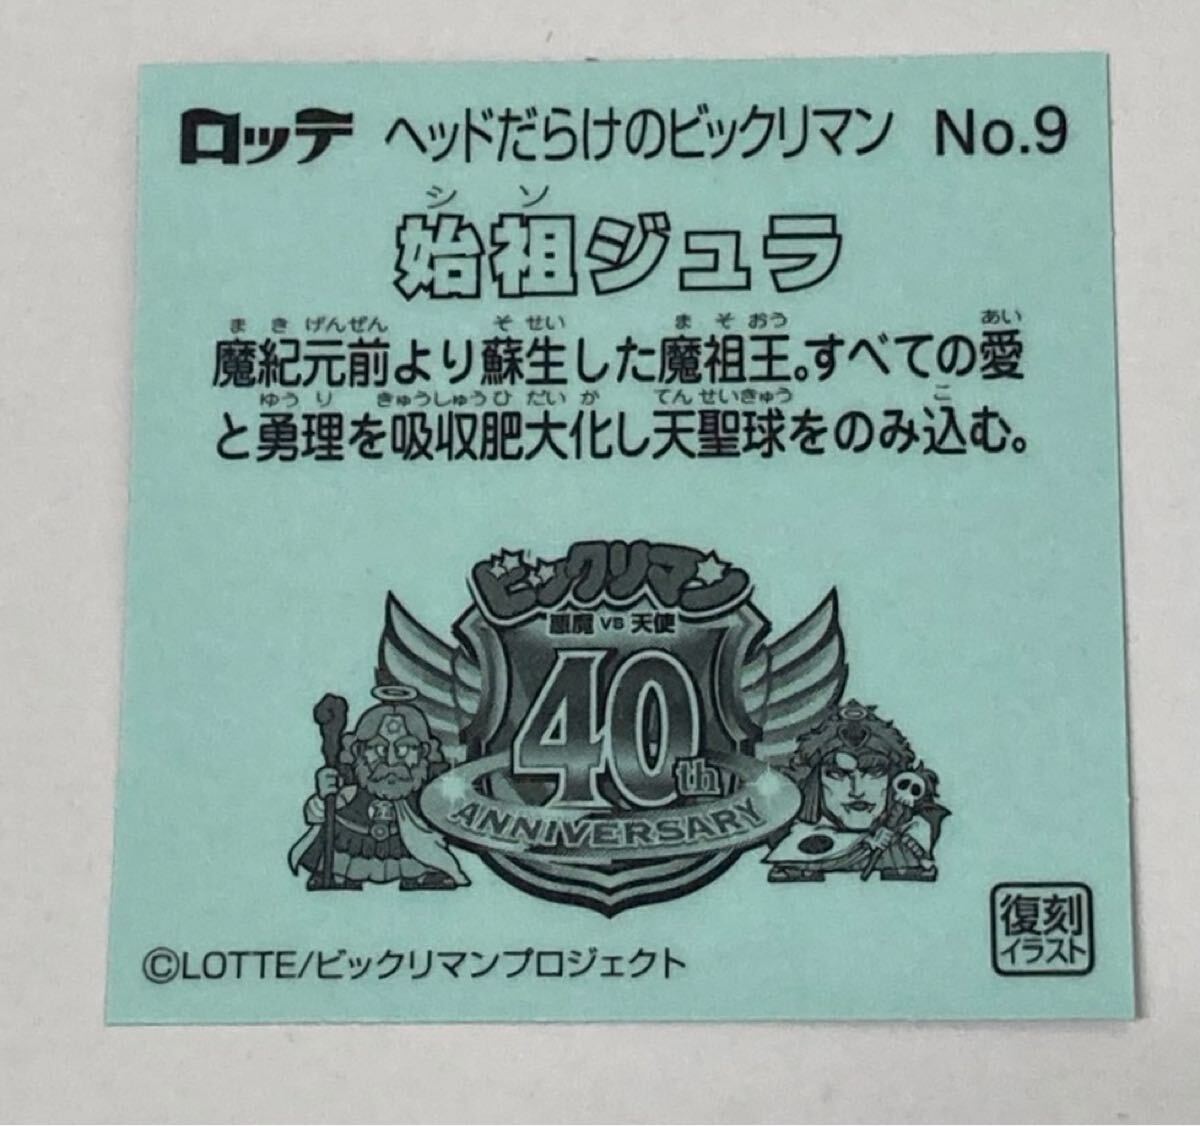 ロッテ ヘッドだらけのビックリマン No.9
シソ
始祖ジュラ
まきげんぜん そせい まそおう あい
魔紀元前より蘇生した魔祖王。すべての愛
ゆうり きゅうしゅうひだいか てんせいきゅう こ
と勇理を吸収肥大化し天聖球をのみ込む。
ビックリマン
悪魔 VS 天使
40th
ANNIVERSARY
復刻
イラスト
©LOTTE/ビックリマンプロジェクト